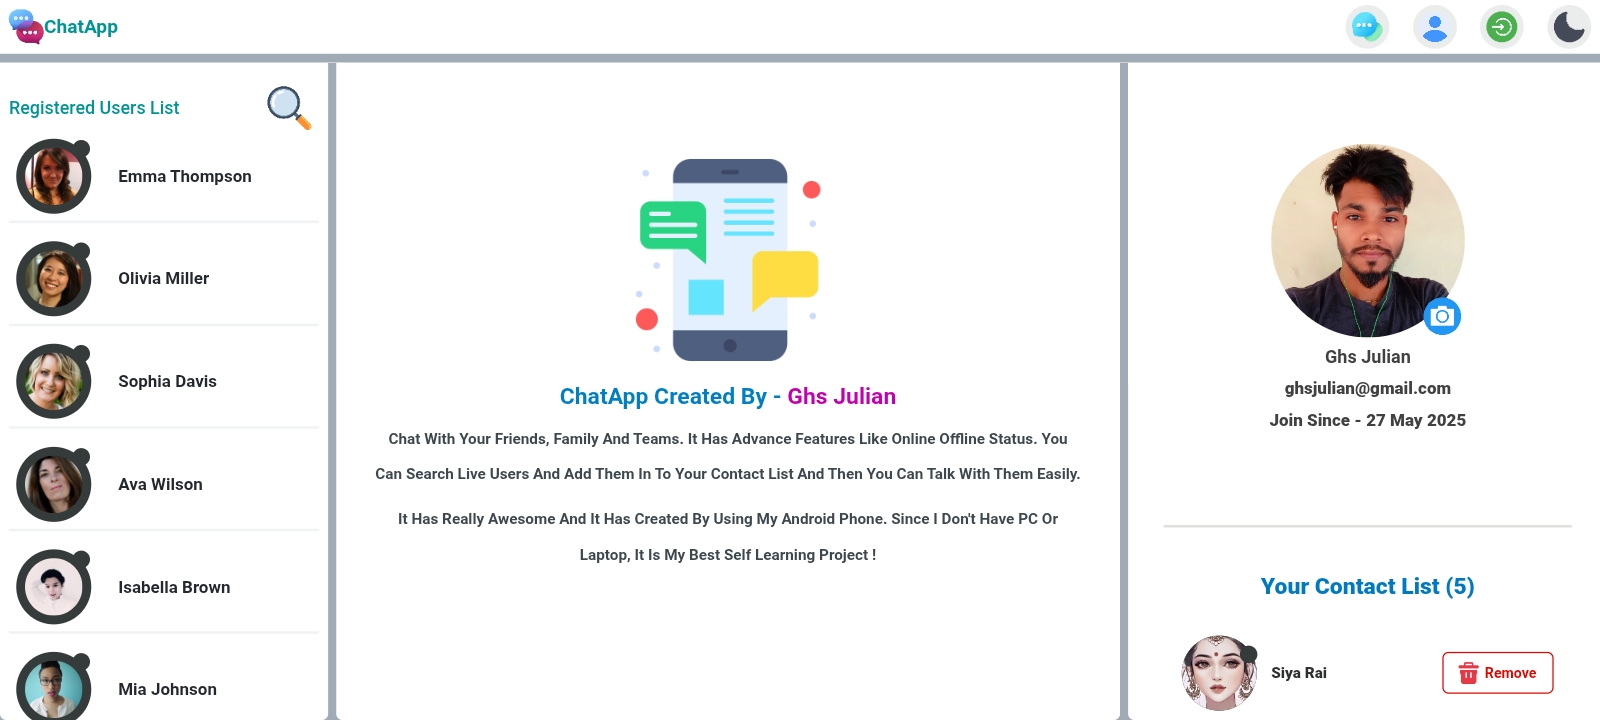 ChatApp
Registered Users List
Emma Thompson
Olivia Miller
Sophia Davis
Ava Wilson
Isabella Brown
Mia Johnson
ChatApp Created By - Ghs Julian
Chat With Your Friends, Family And Teams. It Has Advance Features Like Online Offline Status. You
Can Search Live Users And Add Them In To Your Contact List And Then You Can Talk With Them Easily.
It Has Really Awesome And It Has Created By Using My Android Phone. Since I Don't Have PC Or
Laptop, It Is My Best Self Learning Project !
Ghs Julian
ghsjulian@gmail.com
Join Since - 27 May 2025
Your Contact List (5)
Siya Rai
Remove